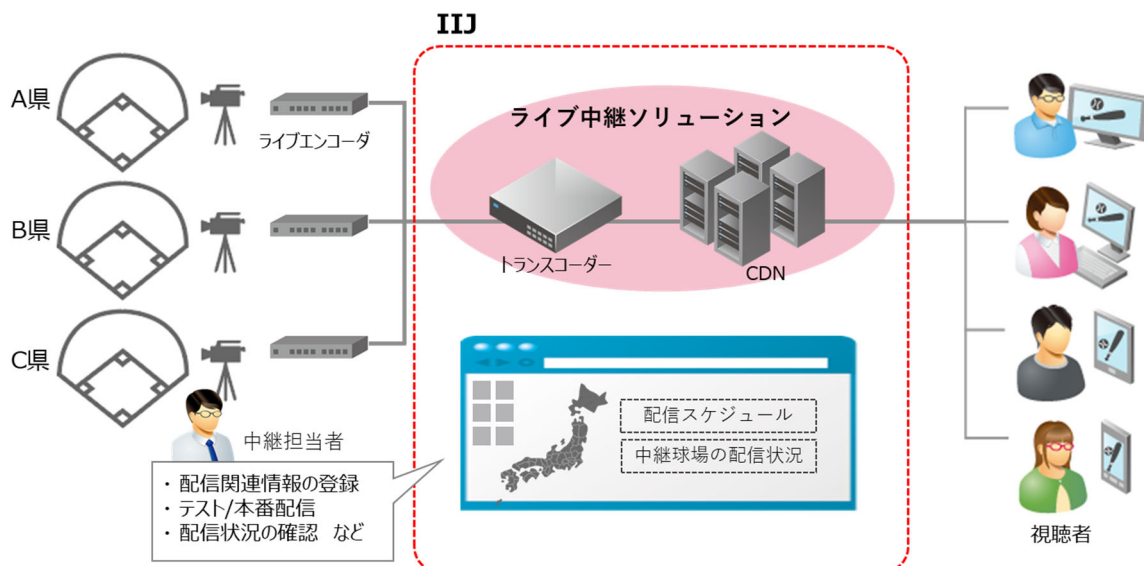 IIJ
A県
ライブエンコーダ
B県
C県
ライブ中継ソリューション
トランスコーダー
CDN
中継担当者
・ 配信関連情報の登録
・ テスト/本番配信
・ 配信状況の確認 など
配信スケジュール
中継球場の配信状況
視聴者